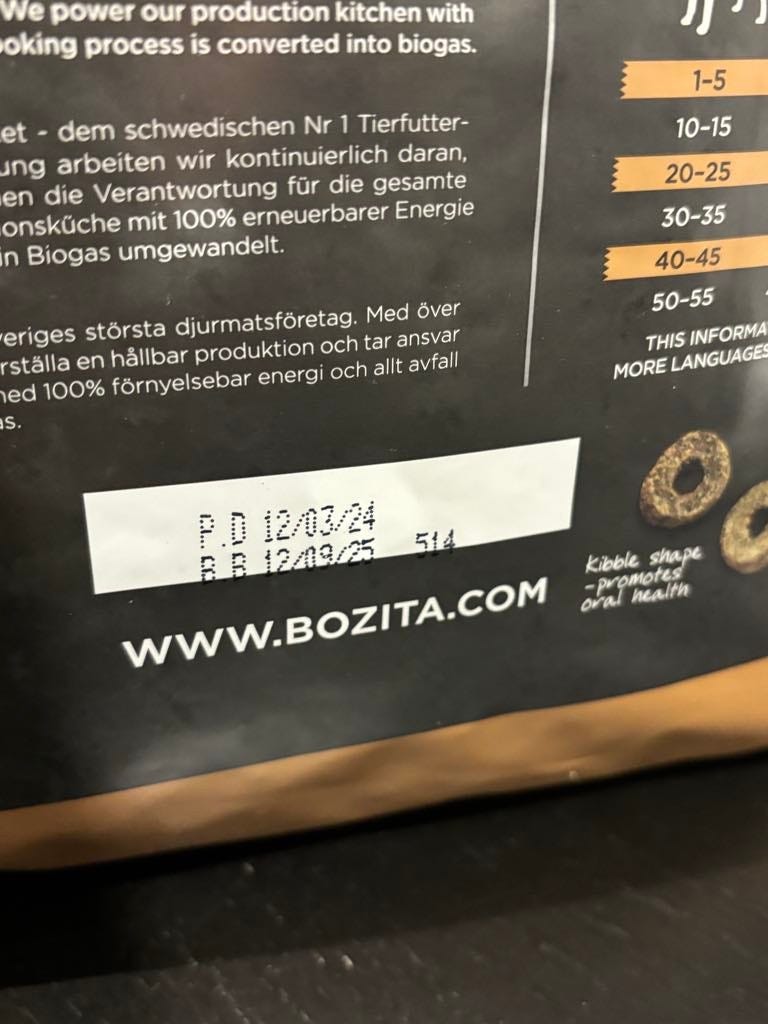 We power our production kitchen with
ooking process is converted into biogas.
et - dem schwedischen Nr 1 Tierfutter-
ung arbeiten wir kontinuierlich daran,
en die Verantwortung für die gesamte
onsküche mit 100% erneuerbarer Energie
in Biogas umgewandelt.
veriges största djurmatsföretag. Med över
rställa en hållbar produktion och tar ansvar
med 100% förnyelsebar energi och allt avfall
as.
1-5
10-15
20-25
30-35
40-45
50-55
THIS INFORMA
MORE LANGUAGES
P.D 12/03/24
B.B 12/09/25 514
WWW.BOZITA.COM
Kibble shape
-promotes
oral health